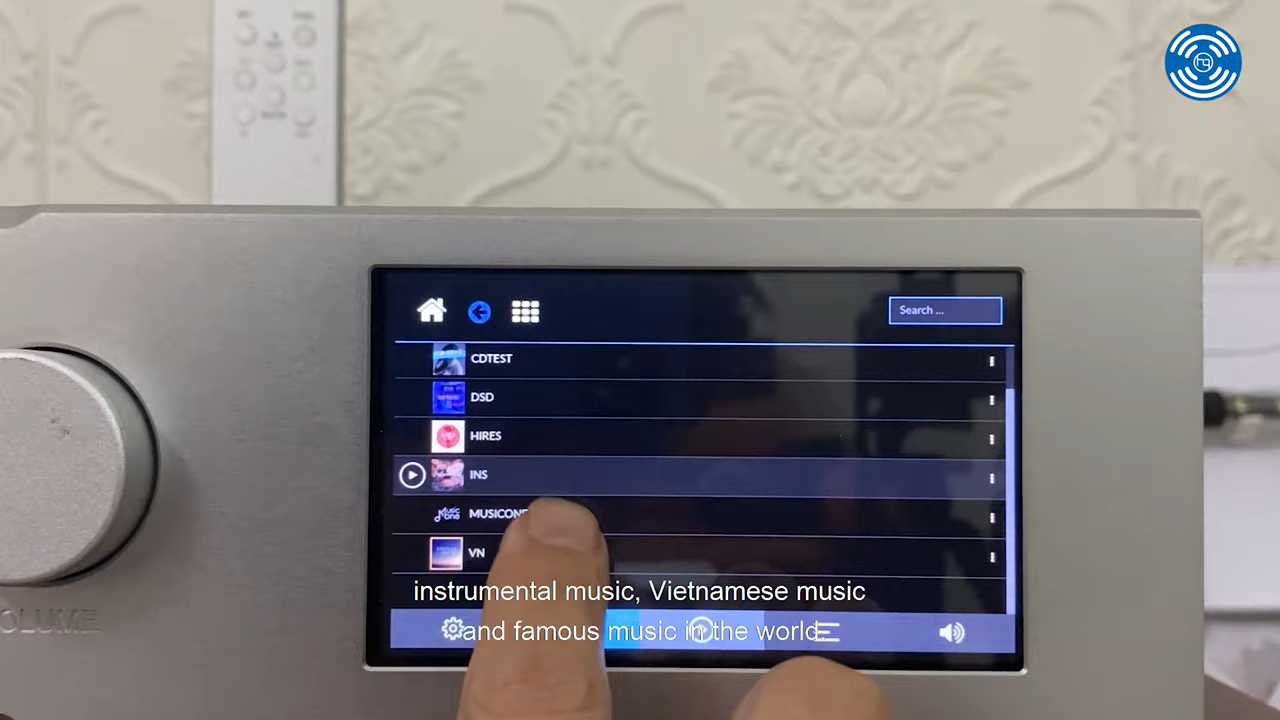 Search ...
CDTEST
DSD
HIRES
INS
VN
instrumental music, Vietnamese music
and famous music in the world.